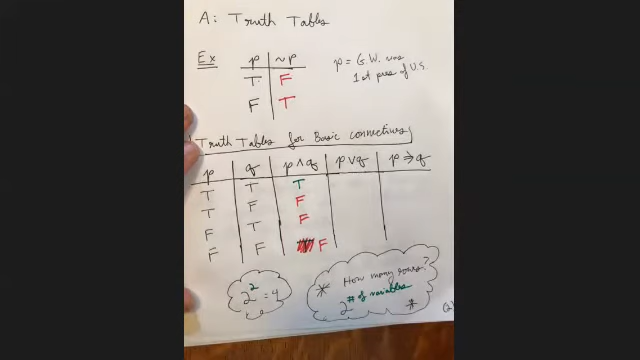 A: Truth Tables
Ex
p ~p
T F
F T
p = G.W. was
1st pres of U.S.
Truth Tables for Basic connectives
p q p ∧ q p ∨ q p ⇒ q
T T T
T F F
F T F
F F F
2² = 4
* How many rows?
2 # of variables *